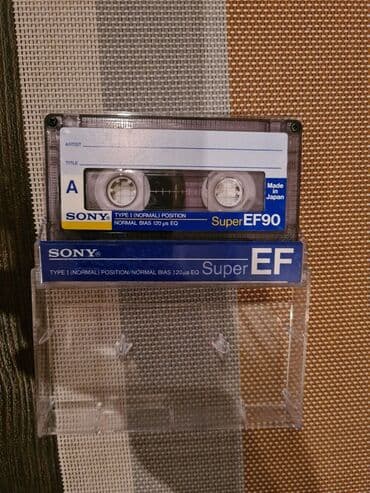 ARTIST
TITLE
A
Made in
Japan
SONY®
TYPE I (NORMAL) POSITION
NORMAL BIAS 120 µs EQ
Super EF90
SONY®
TYPE I (NORMAL) POSITION/NORMAL BIAS 120µs EQ
Super EF